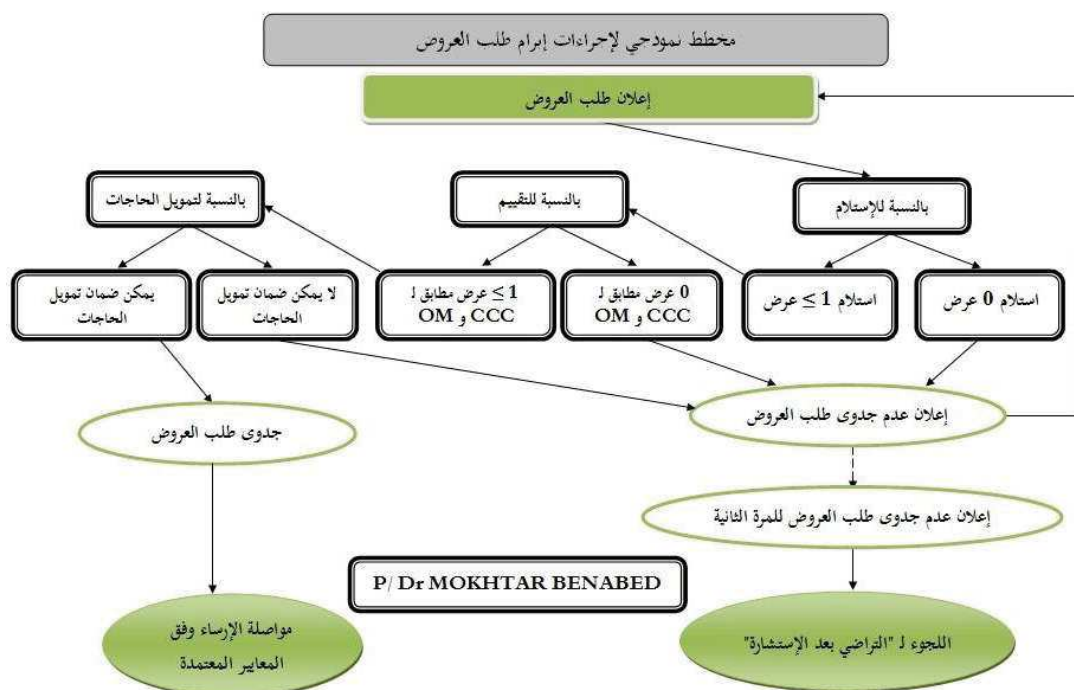 مخطط نموذجي لإجراءات إبرام طلب العروض
إعلان طلب العروض
بالنسبة للإستلام
بالنسبة للتقييم
بالنسبة لتمويل الحاجات
استلام 0 عرض
استلام 1 ≥ عرض
0 عرض مطابق لـ
CCC و OM
1 ≥ عرض مطابق لـ
CCC و OM
لا يمكن ضمان تمويل
الحاجات
يمكن ضمان تمويل
الحاجات
إعلان عدم جدوى طلب العروض
جدوى طلب العروض
إعلان عدم جدوى طلب العروض للمرة الثانية
P/ Dr MOKHTAR BENABED
اللجوء لـ "التراضي بعد الإستشارة"
مواصلة الإرساء وفق
المعايير المعتمدة